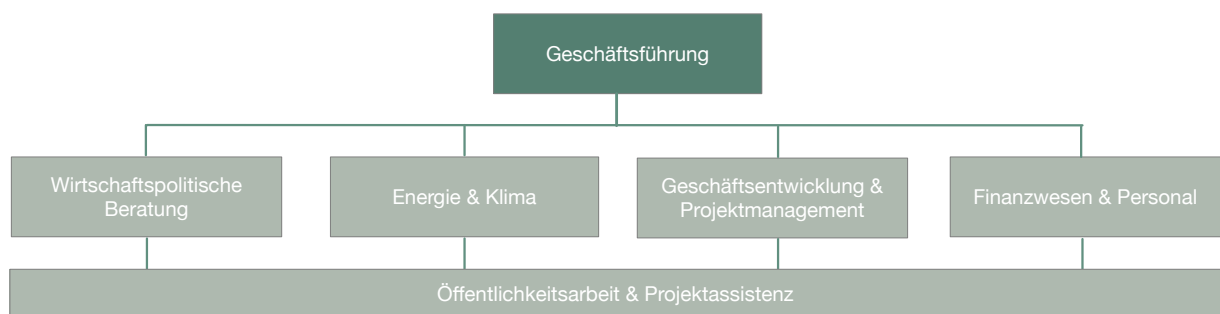 Geschäftsführung
Wirtschaftspolitische
Beratung
Energie & Klima
Geschäftsentwicklung &
Projektmanagement
Finanzwesen & Personal
Öffentlichkeitsarbeit & Projektassistenz